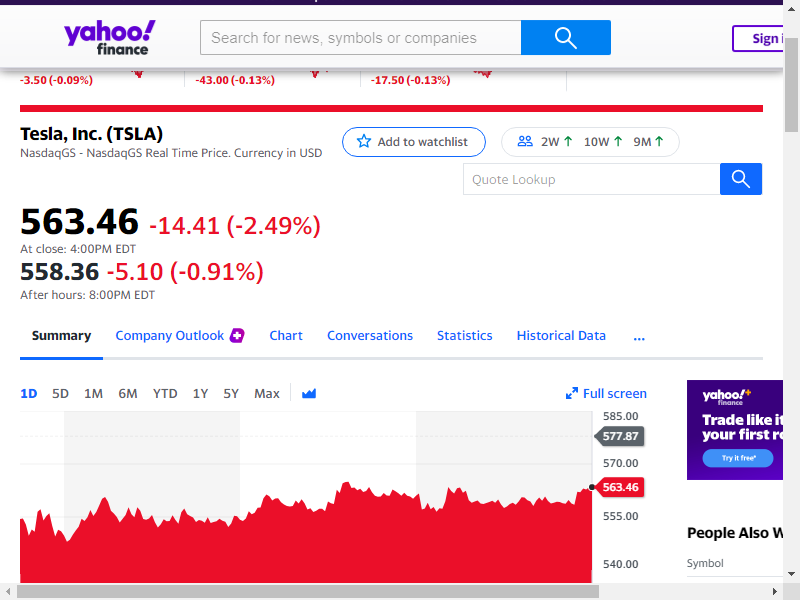 yahoo!
finance
Search for news, symbols or companies
Sign i
-3.50 (-0.09%)
-43.00 (-0.13%)
-17.50 (-0.13%)
Tesla, Inc. (TSLA)
NasdaqGS - NasdaqGS Real Time Price. Currency in USD
Add to watchlist
2W ↑ 10W ↑ 9M ↑
Quote Lookup
563.46 -14.41 (-2.49%)
At close: 4:00PM EDT
558.36 -5.10 (-0.91%)
After hours: 8:00PM EDT
Summary
Company Outlook
Chart
Conversations
Statistics
Historical Data
...
1D 5D 1M 6M YTD 1Y 5Y Max
Full screen
585.00
577.87
570.00
563.46
555.00
540.00
yahoo!+
finance
Trade like it
your first
Try it free*
People Also W
Symbol